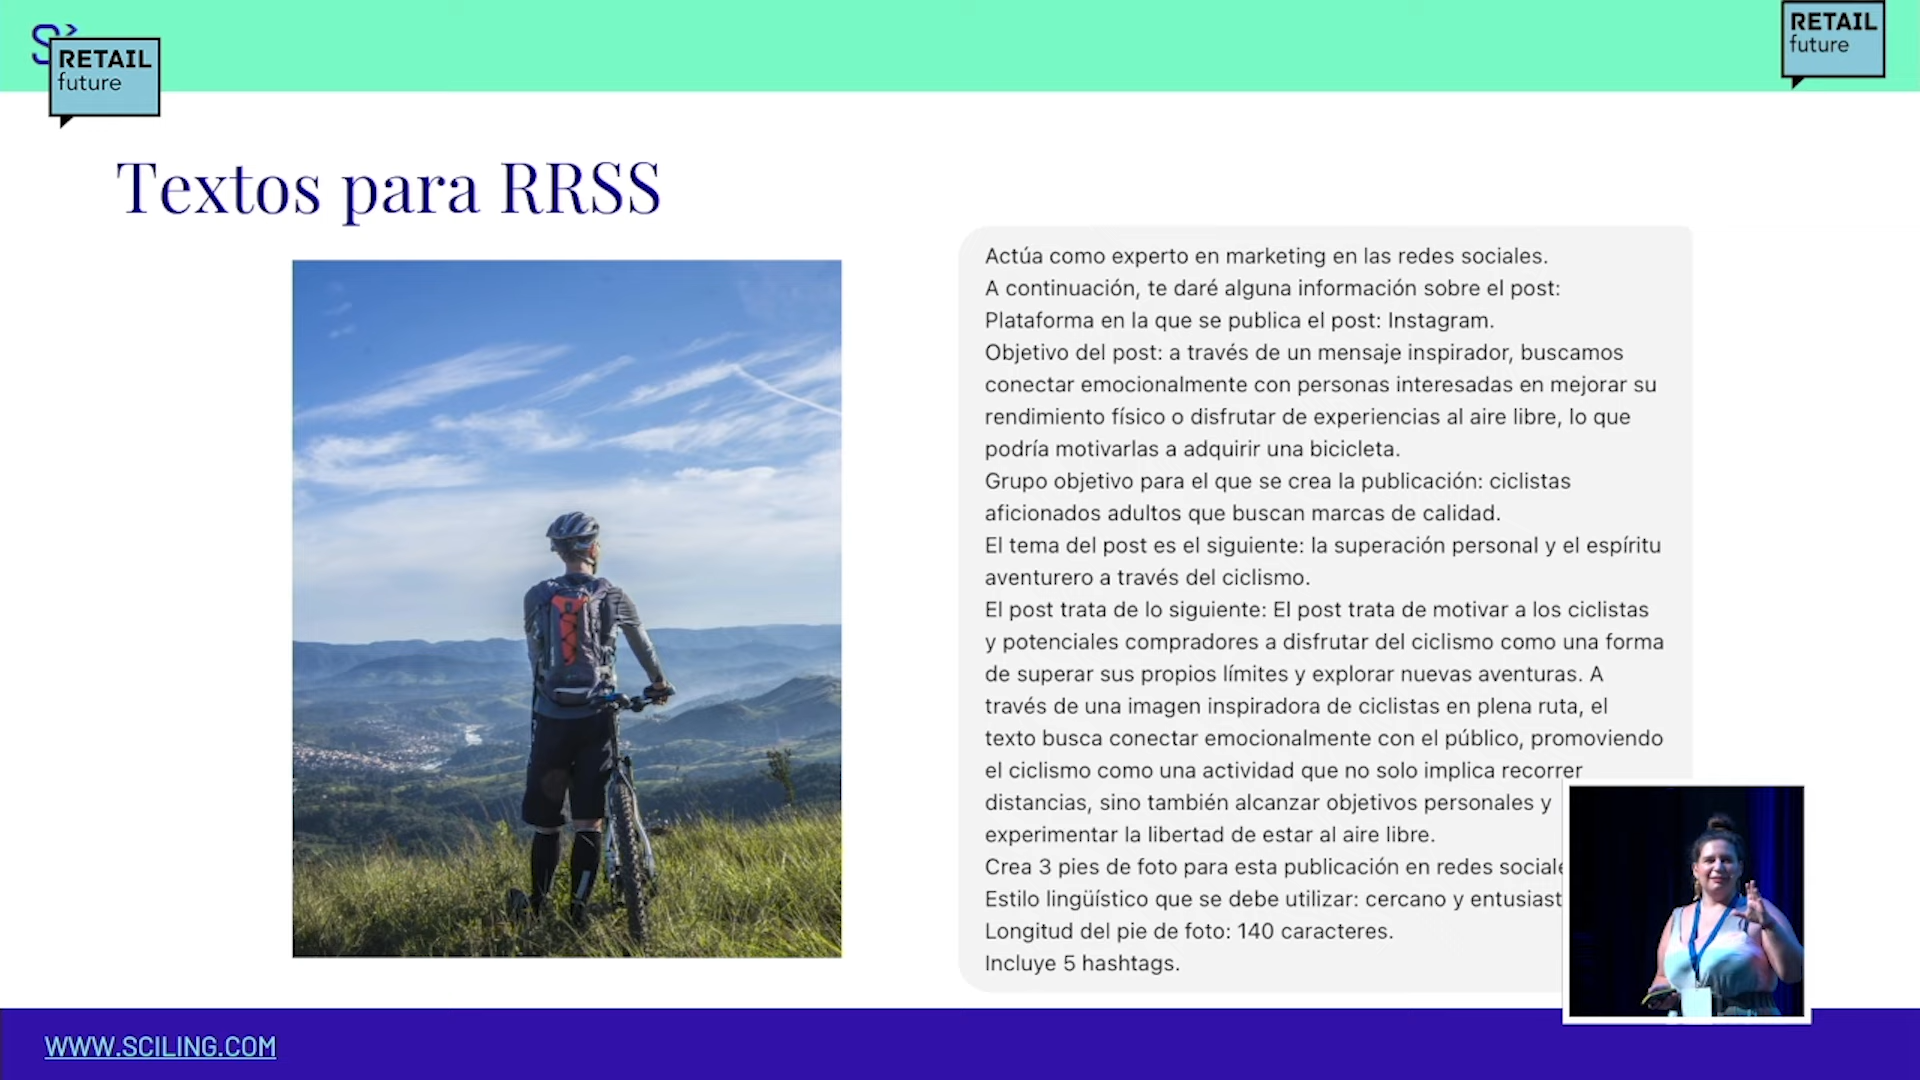 RETAIL
future
RETAIL
future
Textos para RRSS
Actúa como experto en marketing en las redes sociales.
A continuación, te daré alguna información sobre el post:
Plataforma en la que se publica el post: Instagram.
Objetivo del post: a través de un mensaje inspirador, buscamos
conectar emocionalmente con personas interesadas en mejorar su
rendimiento físico o disfrutar de experiencias al aire libre, lo que
podría motivarlas a adquirir una bicicleta.
Grupo objetivo para el que se crea la publicación: ciclistas
aficionados adultos que buscan marcas de calidad.
El tema del post es el siguiente: la superación personal y el espíritu
aventurero a través del ciclismo.
El post trata de lo siguiente: El post trata de motivar a los ciclistas
y potenciales compradores a disfrutar del ciclismo como una forma
de superar sus propios límites y explorar nuevas aventuras. A
través de una imagen inspiradora de ciclistas en plena ruta, el
texto busca conectar emocionalmente con el público, promoviendo
el ciclismo como una actividad que no solo implica recorrer
distancias, sino también alcanzar objetivos personales y
experimentar la libertad de estar al aire libre.
Crea 3 pies de foto para esta publicación en redes
Estilo lingüístico que se debe utilizar: cercano y
Longitud del pie de foto: 140 caracteres.
Incluye 5 hashtags.
WWW.SCILING.COM